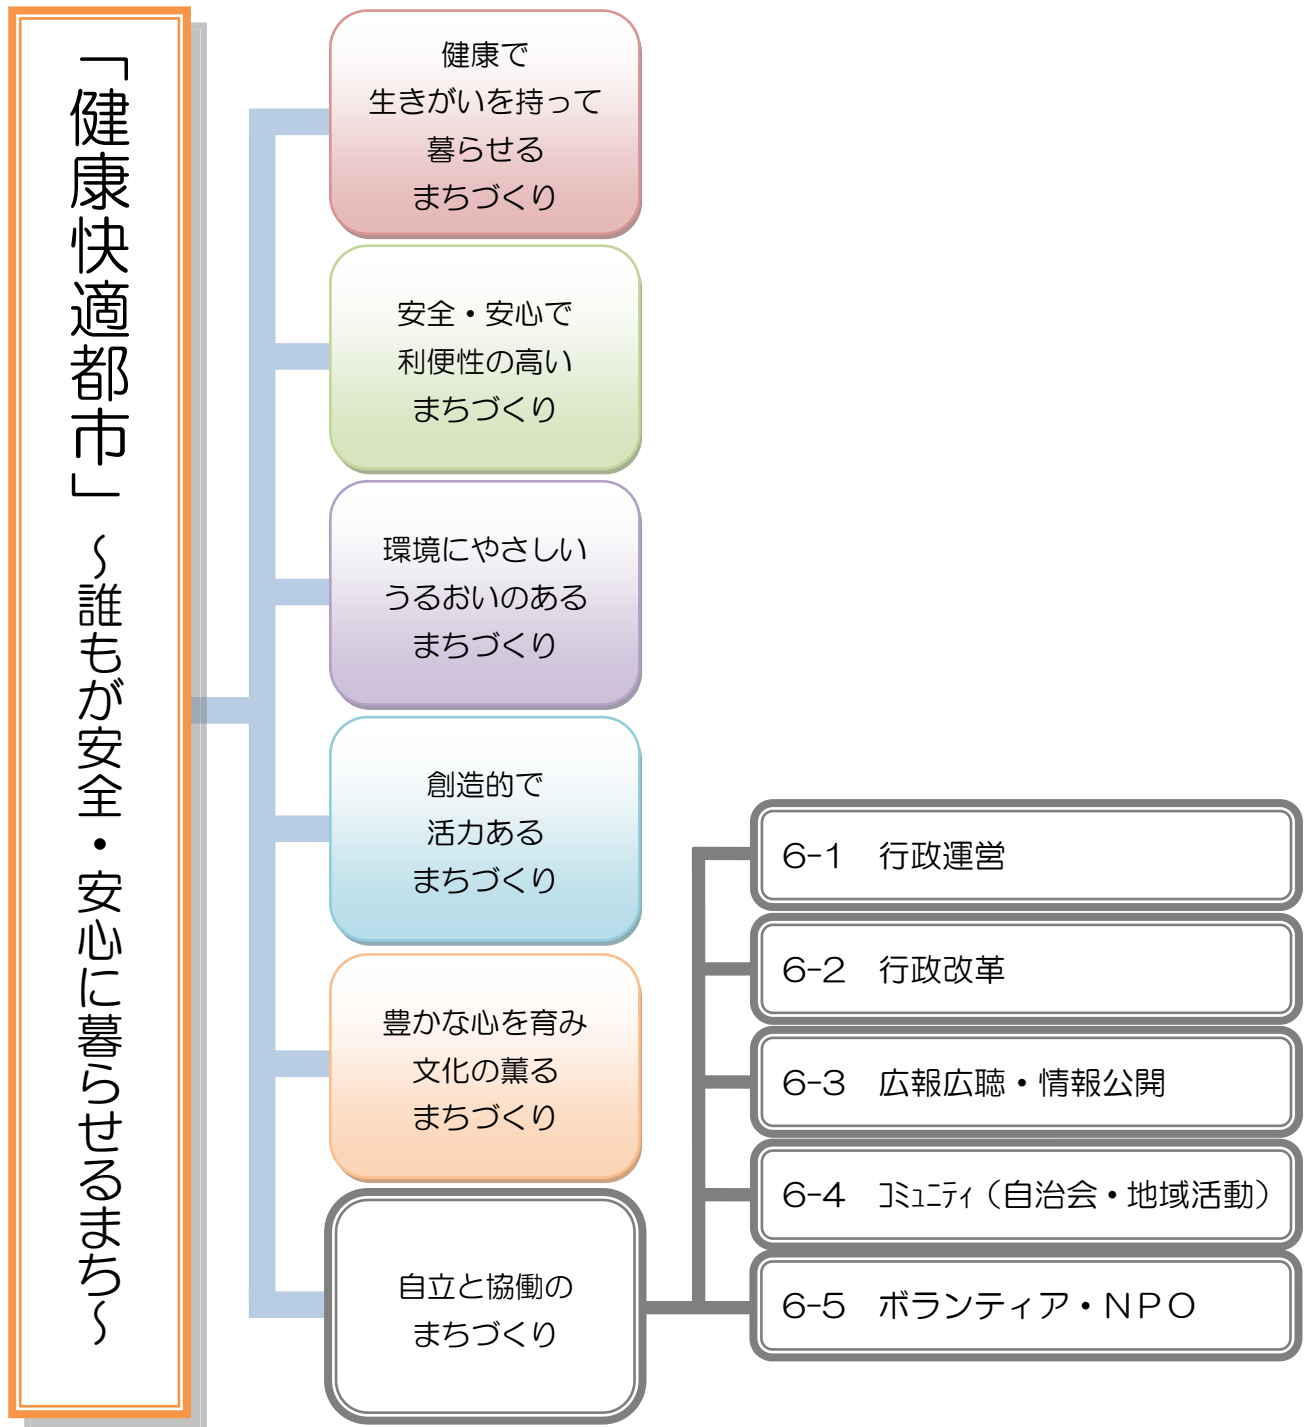 「健康快適都市」～誰もが安全・安心に暮らせるまち～
健康で
生きがいを持って
暮らせる
まちづくり
安全・安心で
利便性の高い
まちづくり
環境にやさしい
うるおいのある
まちづくり
創造的で
活力ある
まちづくり
豊かな心を育み
文化の薫る
まちづくり
自立と協働の
まちづくり
6-1　行政運営
6-2　行政改革
6-3　広報広聴・情報公開
6-4　ｺﾐｭﾆﾃｨ（自治会・地域活動）
6-5　ボランティア・ＮＰＯ